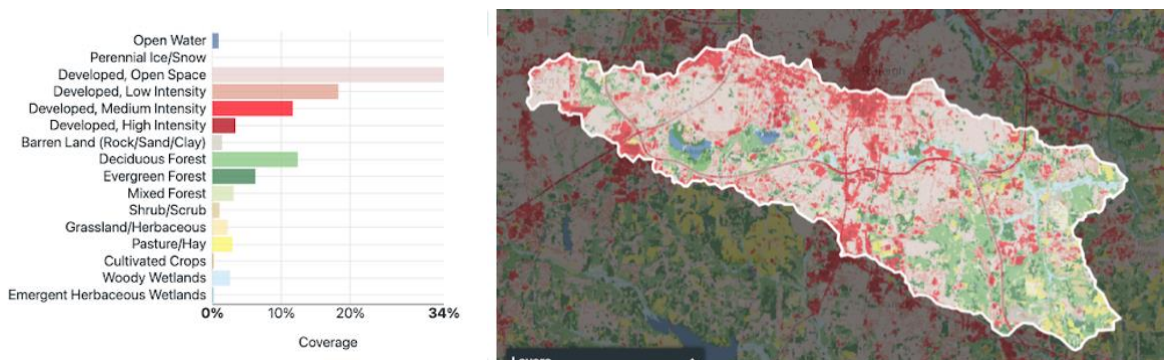 Open Water
Perennial Ice/Snow
Developed, Open Space
Developed, Low Intensity
Developed, Medium Intensity
Developed, High Intensity
Barren Land (Rock/Sand/Clay)
Deciduous Forest
Evergreen Forest
Mixed Forest
Shrub/Scrub
Grassland/Herbaceous
Pasture/Hay
Cultivated Crops
Woody Wetlands
Emergent Herbaceous Wetlands
0% 10% 20% 34%
Coverage
Raleigh
Layers